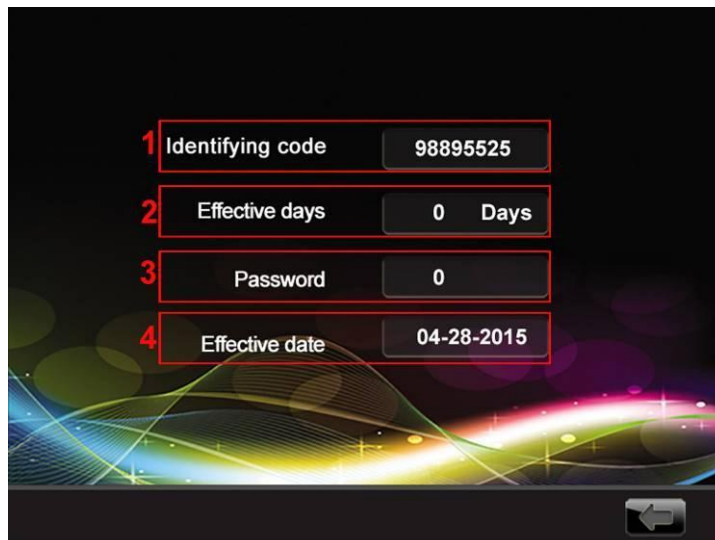 1 Identifying code 98895525
2 Effective days 0 Days
3 Password 0
4 Effective date 04-28-2015